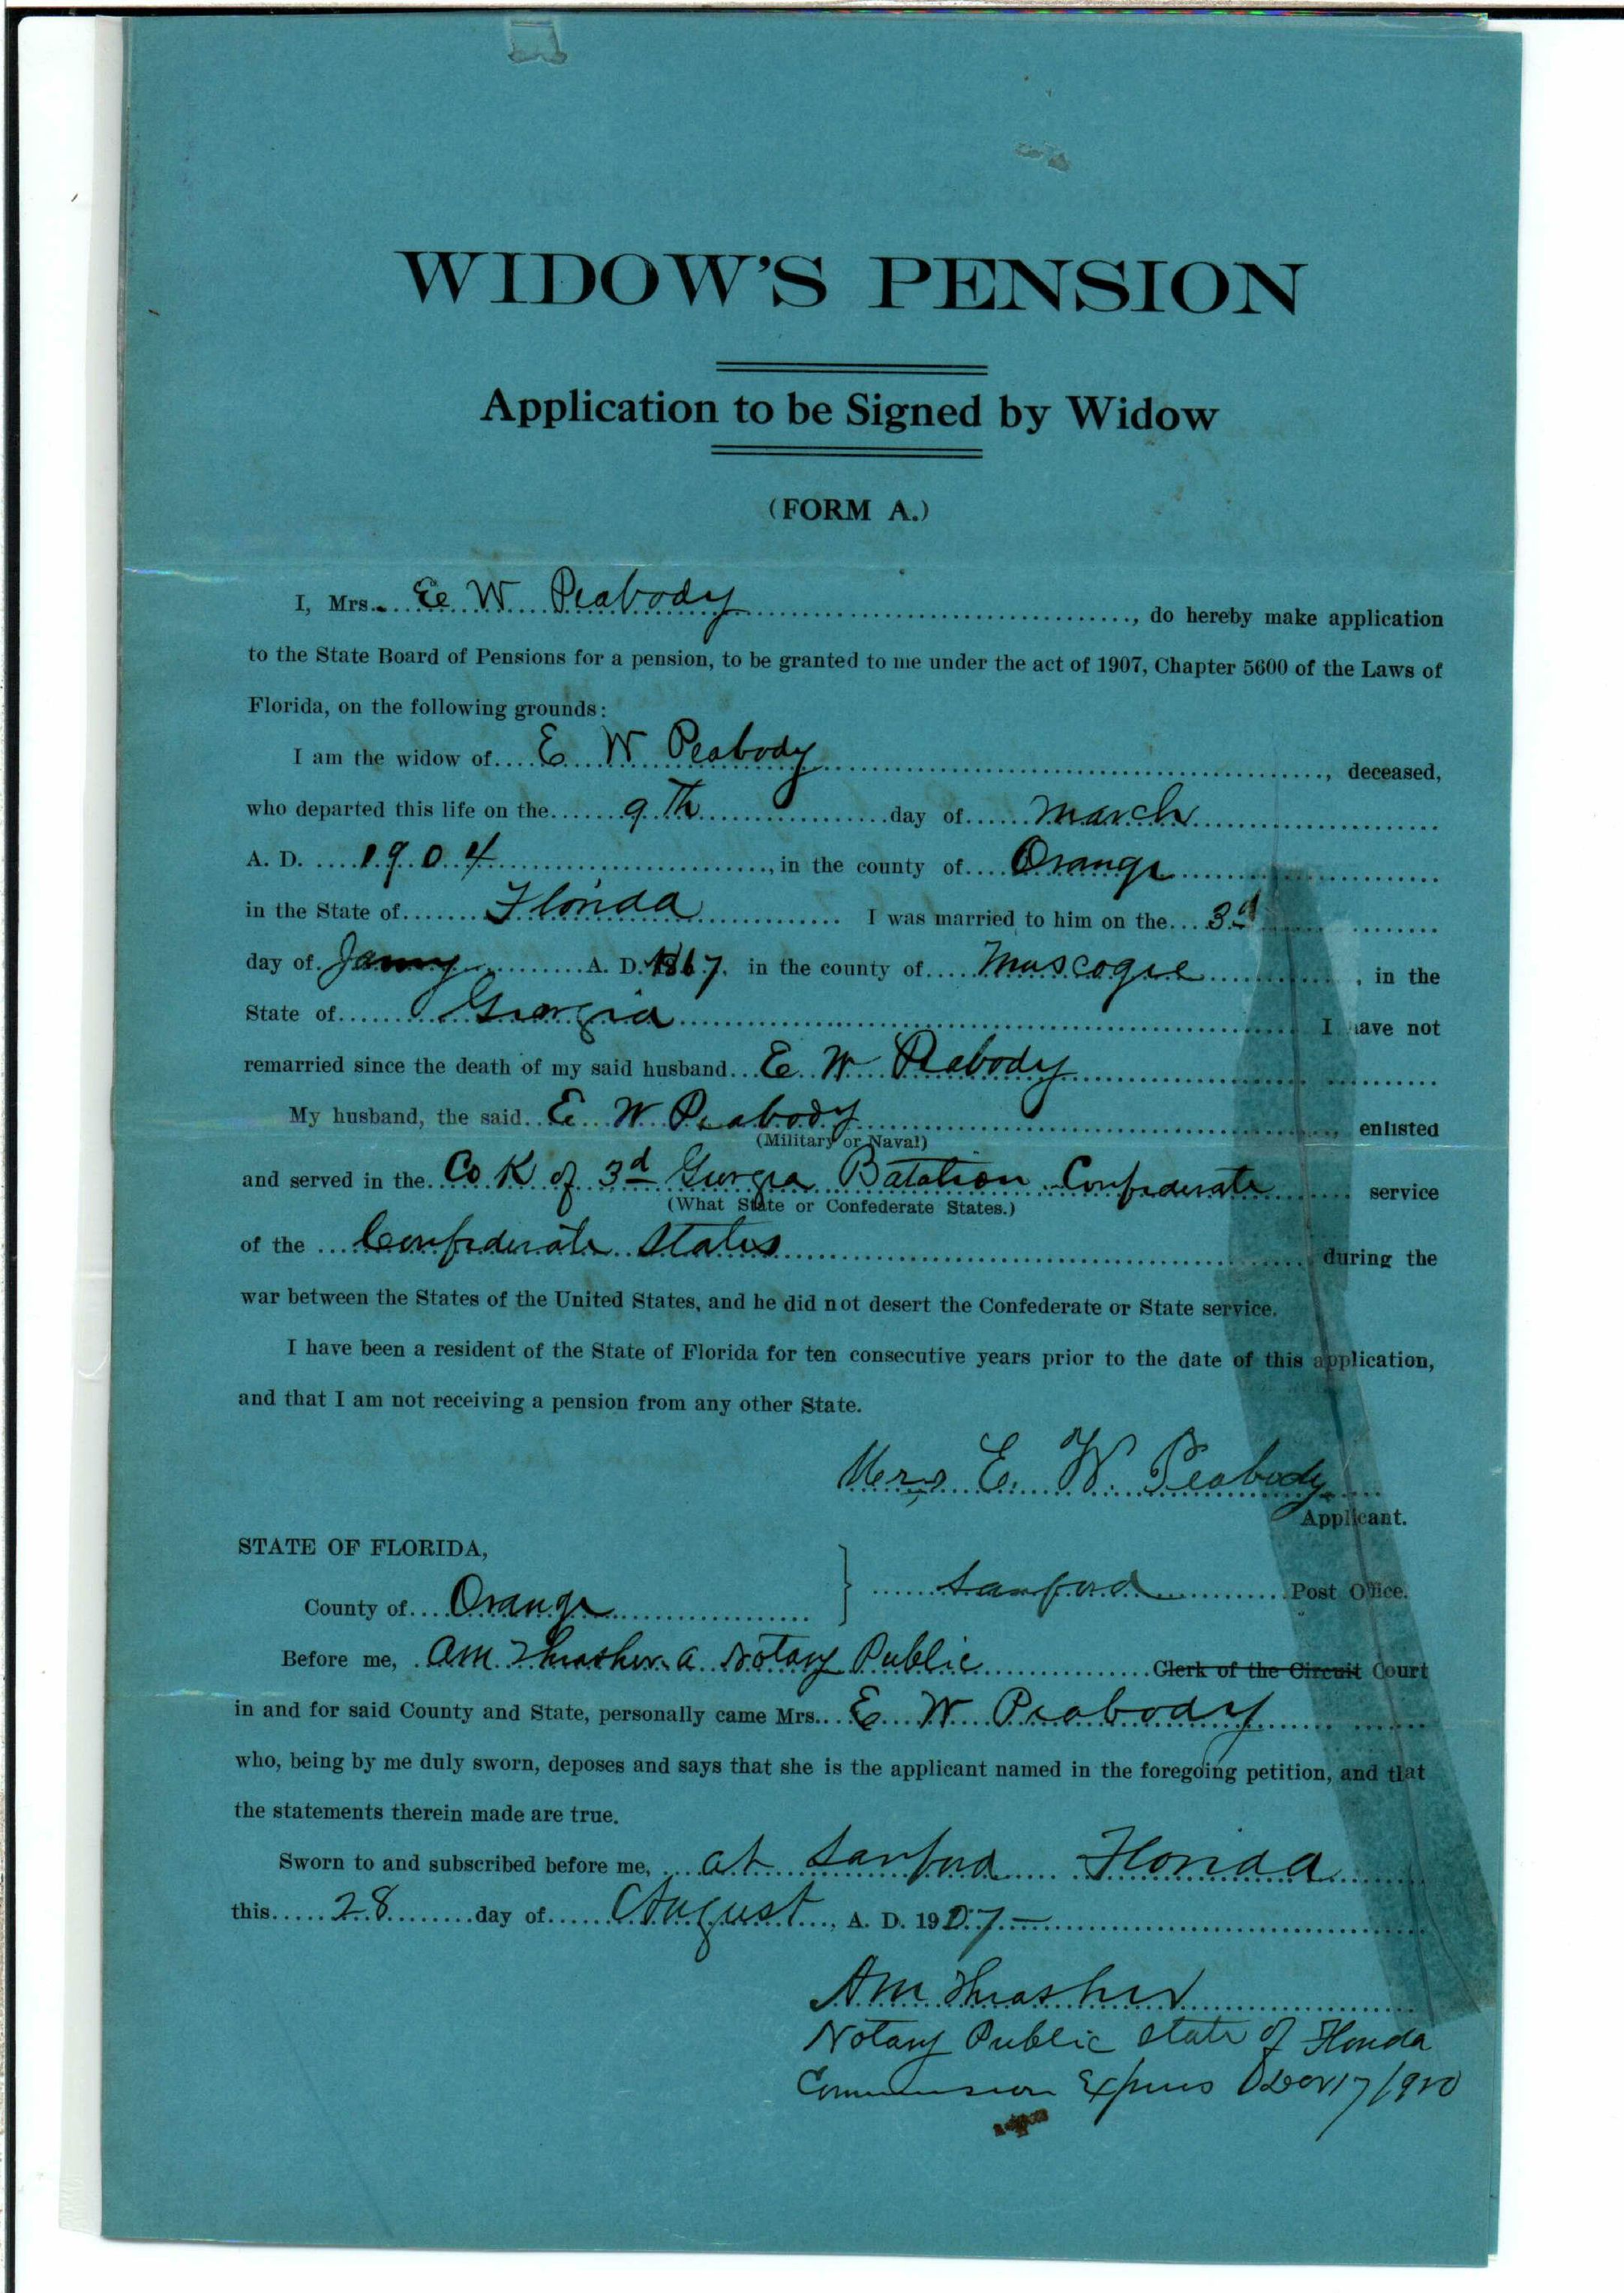 WIDOW'S PENSION
Application to be Signed by Widow
(FORM A.)
I, Mrs. E W Peabody, do hereby make application
to the State Board of Pensions for a pension, to be granted to me under the act of 1907, Chapter 5600 of the Laws of
Florida, on the following grounds:
I am the widow of E W Peabody, deceased,
who departed this life on the 9th day of March
A. D. 1904, in the county of Orange
in the State of Florida I was married to him on the 3d
day of Jany A. D. 1867, in the county of Muscogee, in the
State of Georgia I have not
remarried since the death of my said husband E W Peabody
My husband, the said E W Peabody enlisted
(Military or Naval)
and served in the Co K of 3d Georgia Batalion Confederate service
(What State or Confederate States.)
of the Confederate States during the
war between the States of the United States, and he did not desert the Confederate or State service.
I have been a resident of the State of Florida for ten consecutive years prior to the date of this application,
and that I am not receiving a pension from any other State.
Mrs E. W. Peabody
Applicant.
STATE OF FLORIDA,
County of Orange } Sanford Post Office.
Before me, AM Thrasher a Notary Public Clerk of the Circuit Court
in and for said County and State, personally came Mrs. E W Peabody
who, being by me duly sworn, deposes and says that she is the applicant named in the foregoing petition, and that
the statements therein made are true.
Sworn to and subscribed before me, at Sanford Florida
this 28 day of August, A. D. 1907
AM Thrasher
Notary Public State of Florida
Commission Expires 17/1910